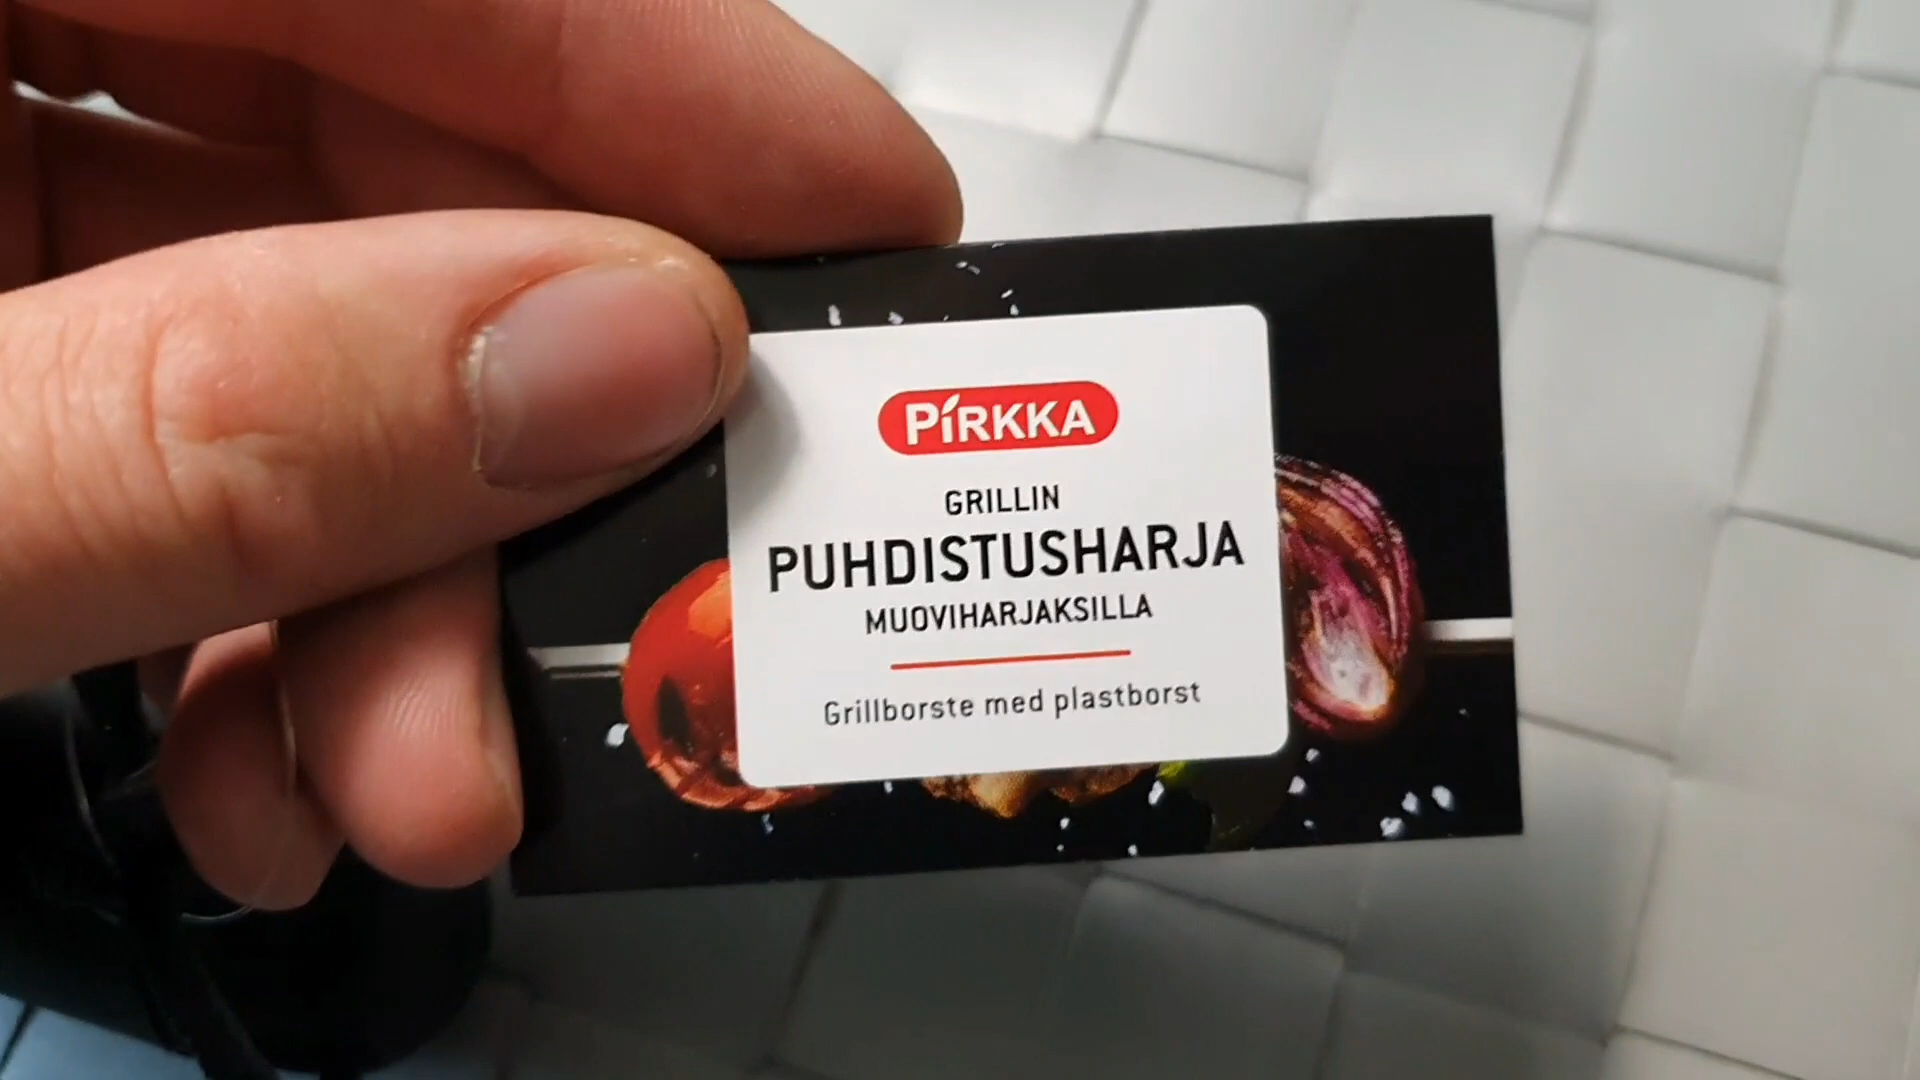 PIRKKA
GRILLIN
PUHDISTUSHARJA
MUOVIHARJAKSILLA
Grillborste med plastborst